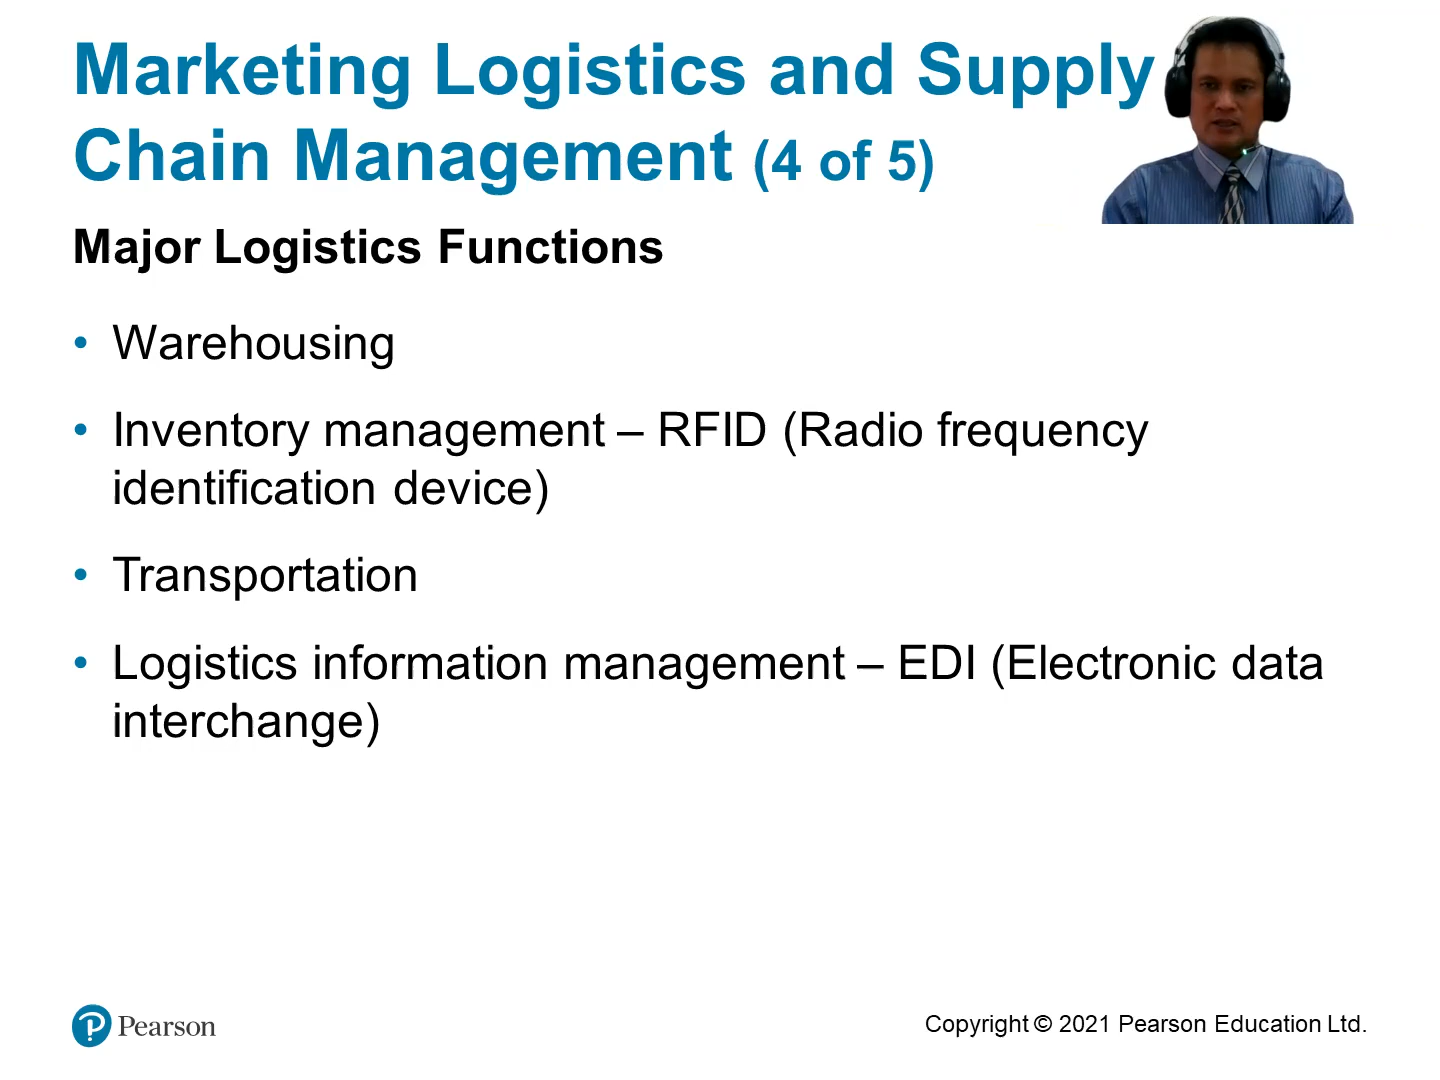 Marketing Logistics and Supply
Chain Management (4 of 5)
Major Logistics Functions
• Warehousing
• Inventory management – RFID (Radio frequency
identification device)
• Transportation
• Logistics information management – EDI (Electronic data
interchange)
P Pearson
Copyright © 2021 Pearson Education Ltd.